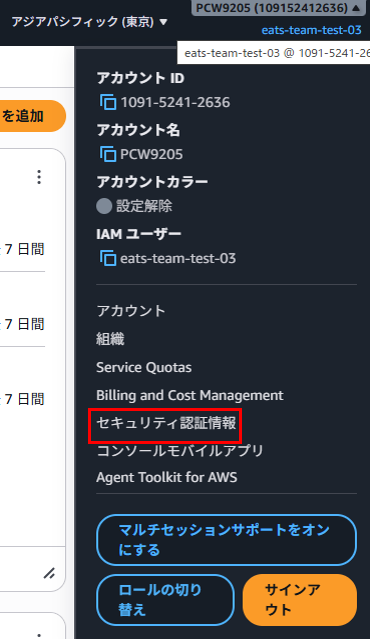 PCW9205 (109152412636) ▲
アジアパシフィック (東京) ▼
eats-team-test-03
eats-team-test-03 @ 1091-5241-26
アカウント ID
1091-5241-2636
を追加
アカウント名
PCW9205
アカウントカラー
設定解除
IAM ユーザー
7 日間
eats-team-test-03
アカウント
7 日間
組織
Service Quotas
7 日間
Billing and Cost Management
セキュリティ認証情報
コンソールモバイルアプリ
Agent Toolkit for AWS
マルチセッションサポートをオン
にする
ロールの切り
替え
サインア
ウト